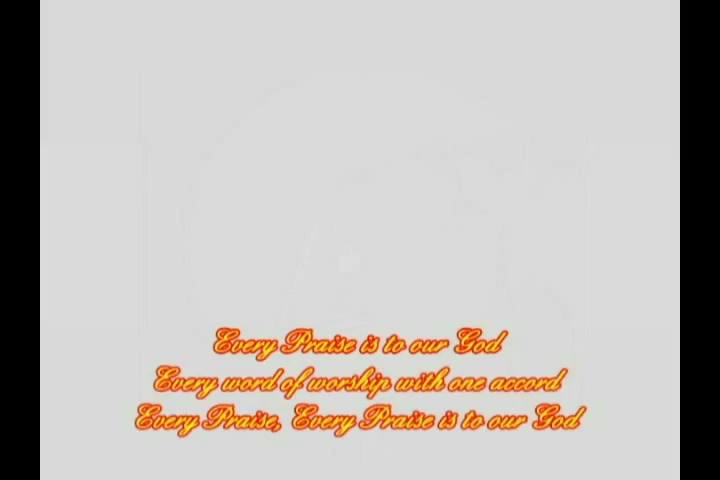 Every Praise is to our God
Every word of worship with one accord
Every Praise, Every Praise is to our God